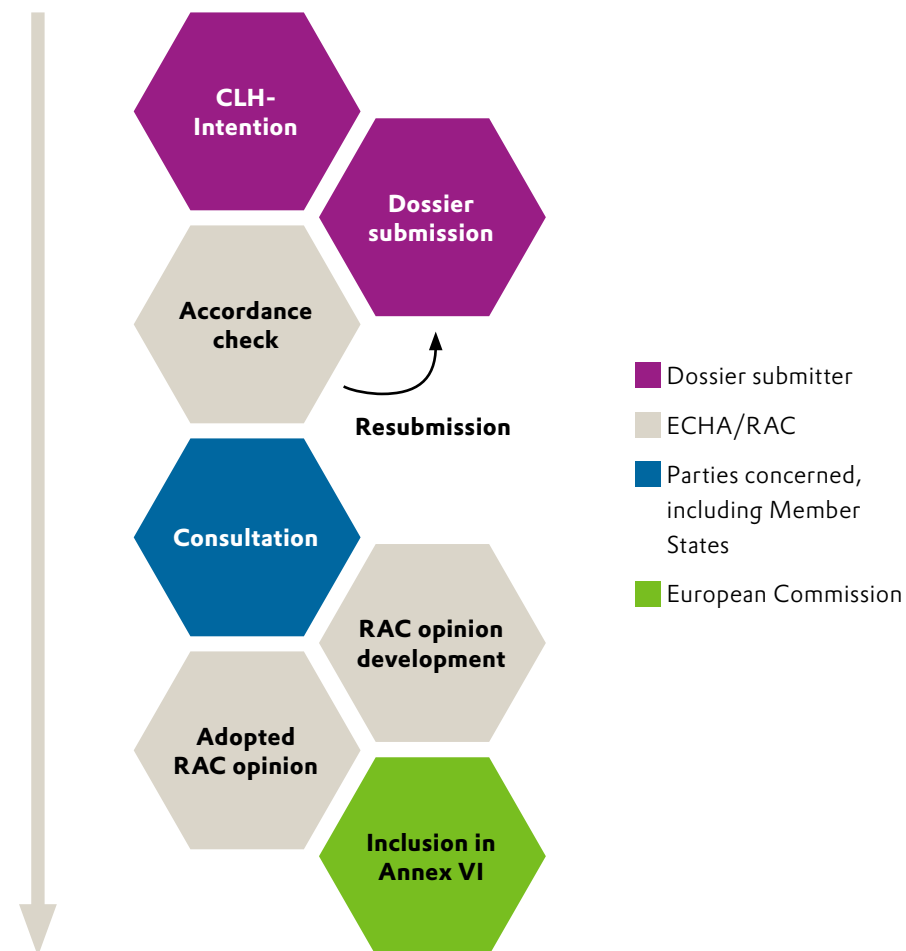 CLH-
Intention
Dossier
submission
Accordance
check
Resubmission
Consultation
RAC opinion
development
Adopted
RAC opinion
Inclusion in
Annex VI
Dossier submitter
ECHA/RAC
Parties concerned,
including Member
States
European Commission